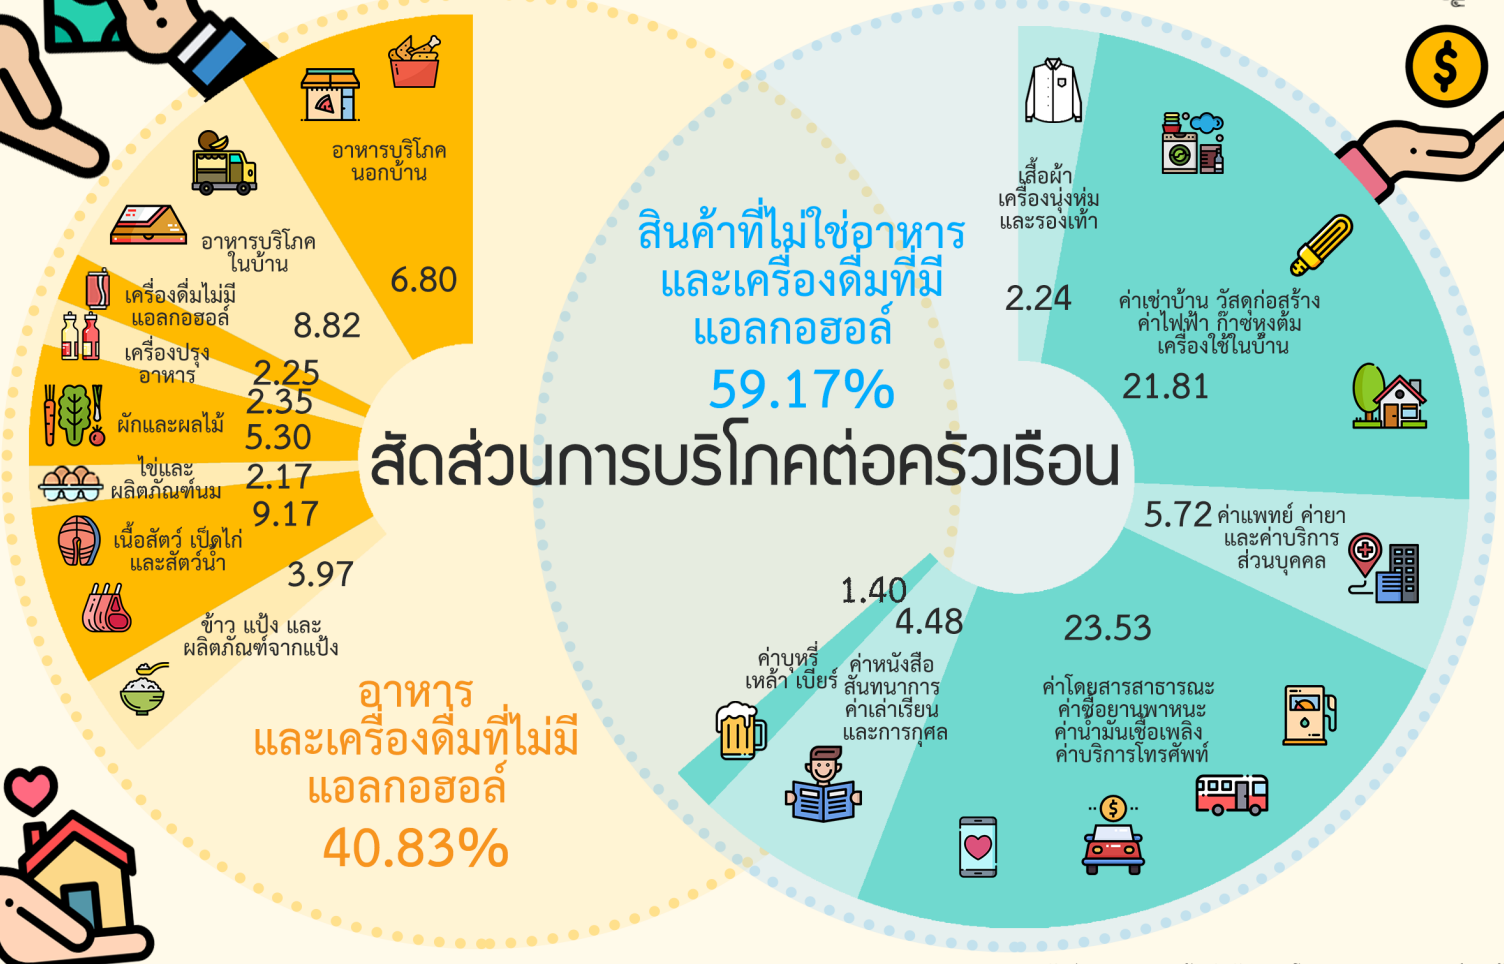 อาหารบริโภค
นอกบ้าน
6.80
อาหารบริโภค
ในบ้าน
8.82
เครื่องดื่มไม่มี
แอลกอฮอล์
2.25
เครื่องปรุง
อาหาร
2.35
ผักและผลไม้
5.30
ไข่และ
ผลิตภัณฑ์นม
2.17
เนื้อสัตว์ เป็ดไก่
และสัตว์น้ำ
9.17
ข้าว แป้ง และ
ผลิตภัณฑ์จากแป้ง
3.97
อาหาร
และเครื่องดื่มที่ไม่มี
แอลกอฮอล์
40.83%
สัดส่วนการบริโภคต่อครัวเรือน
สินค้าที่ไม่ใช่อาหาร
และเครื่องดื่มที่มี
แอลกอฮอล์
59.17%
เสื้อผ้า
เครื่องนุ่งห่ม
และรองเท้า
2.24
ค่าเช่าบ้าน วัสดุก่อสร้าง
ค่าไฟฟ้า ก๊าซหุงต้ม
เครื่องใช้ในบ้าน
21.81
5.72
ค่าแพทย์ ค่ายา
และค่าบริการ
ส่วนบุคคล
23.53
ค่าโดยสารสาธารณะ
ค่าซื้อยานพาหนะ
ค่าน้ำมันเชื้อเพลิง
ค่าบริการโทรศัพท์
4.48
ค่าหนังสือ
สันทนาการ
ค่าเล่าเรียน
และการกุศล
1.40
ค่าบุหรี่
เหล้า เบียร์